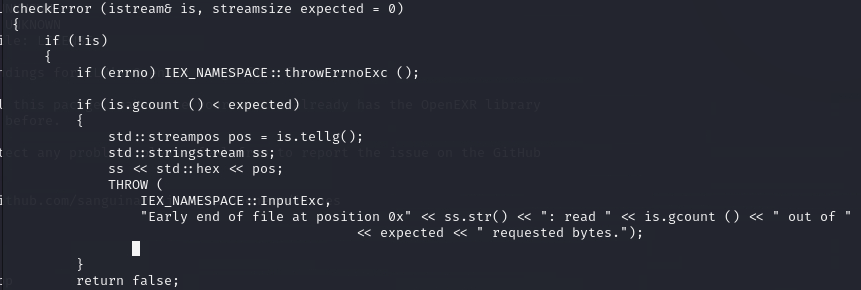 checkError (istream& is, streamsize expected = 0)
{
if (!is)
{
if (errno) IEX_NAMESPACE::throwErrnoExc ();
if (is.gcount () < expected)
{
std::streampos pos = is.tellg();
std::stringstream ss;
ss << std::hex << pos;
THROW (
IEX_NAMESPACE::InputExc,
"Early end of file at position 0x" << ss.str() << ": read " << is.gcount () << " out of "
<< expected << " requested bytes.");
}
return false;